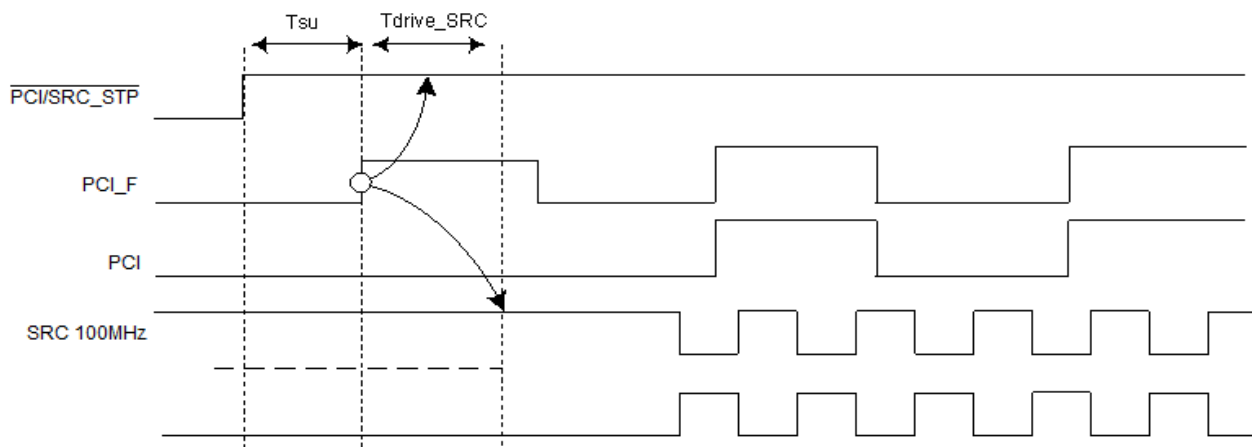 Tsu Tdrive_SRC
PCI/SRC_STP
PCI_F
PCI
SRC 100MHz